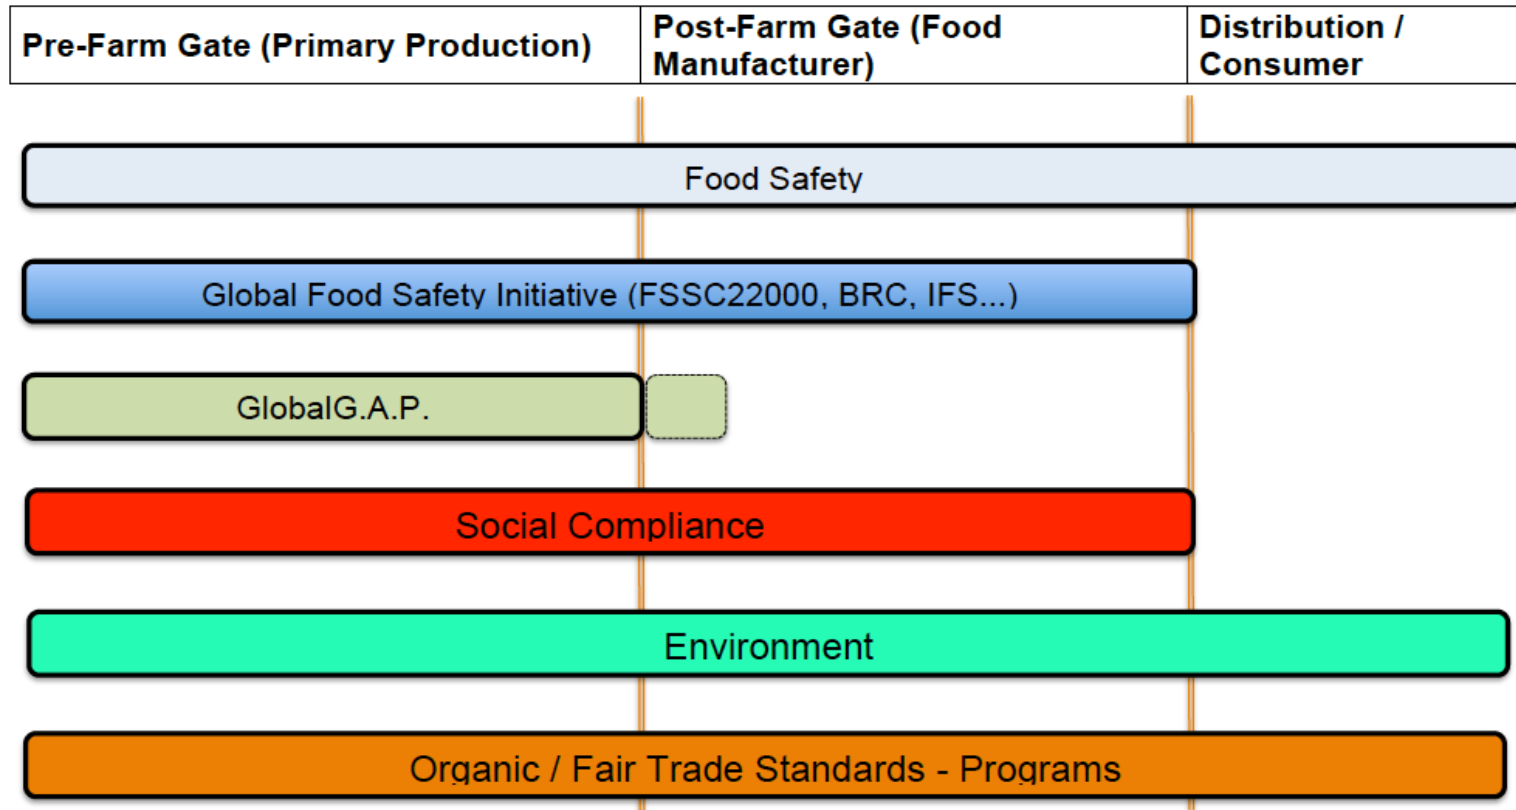 Pre-Farm Gate (Primary Production)
Post-Farm Gate (Food
Manufacturer)
Distribution /
Consumer
Food Safety
Global Food Safety Initiative (FSSC22000, BRC, IFS...)
GlobalG.A.P.
Social Compliance
Environment
Organic / Fair Trade Standards - Programs